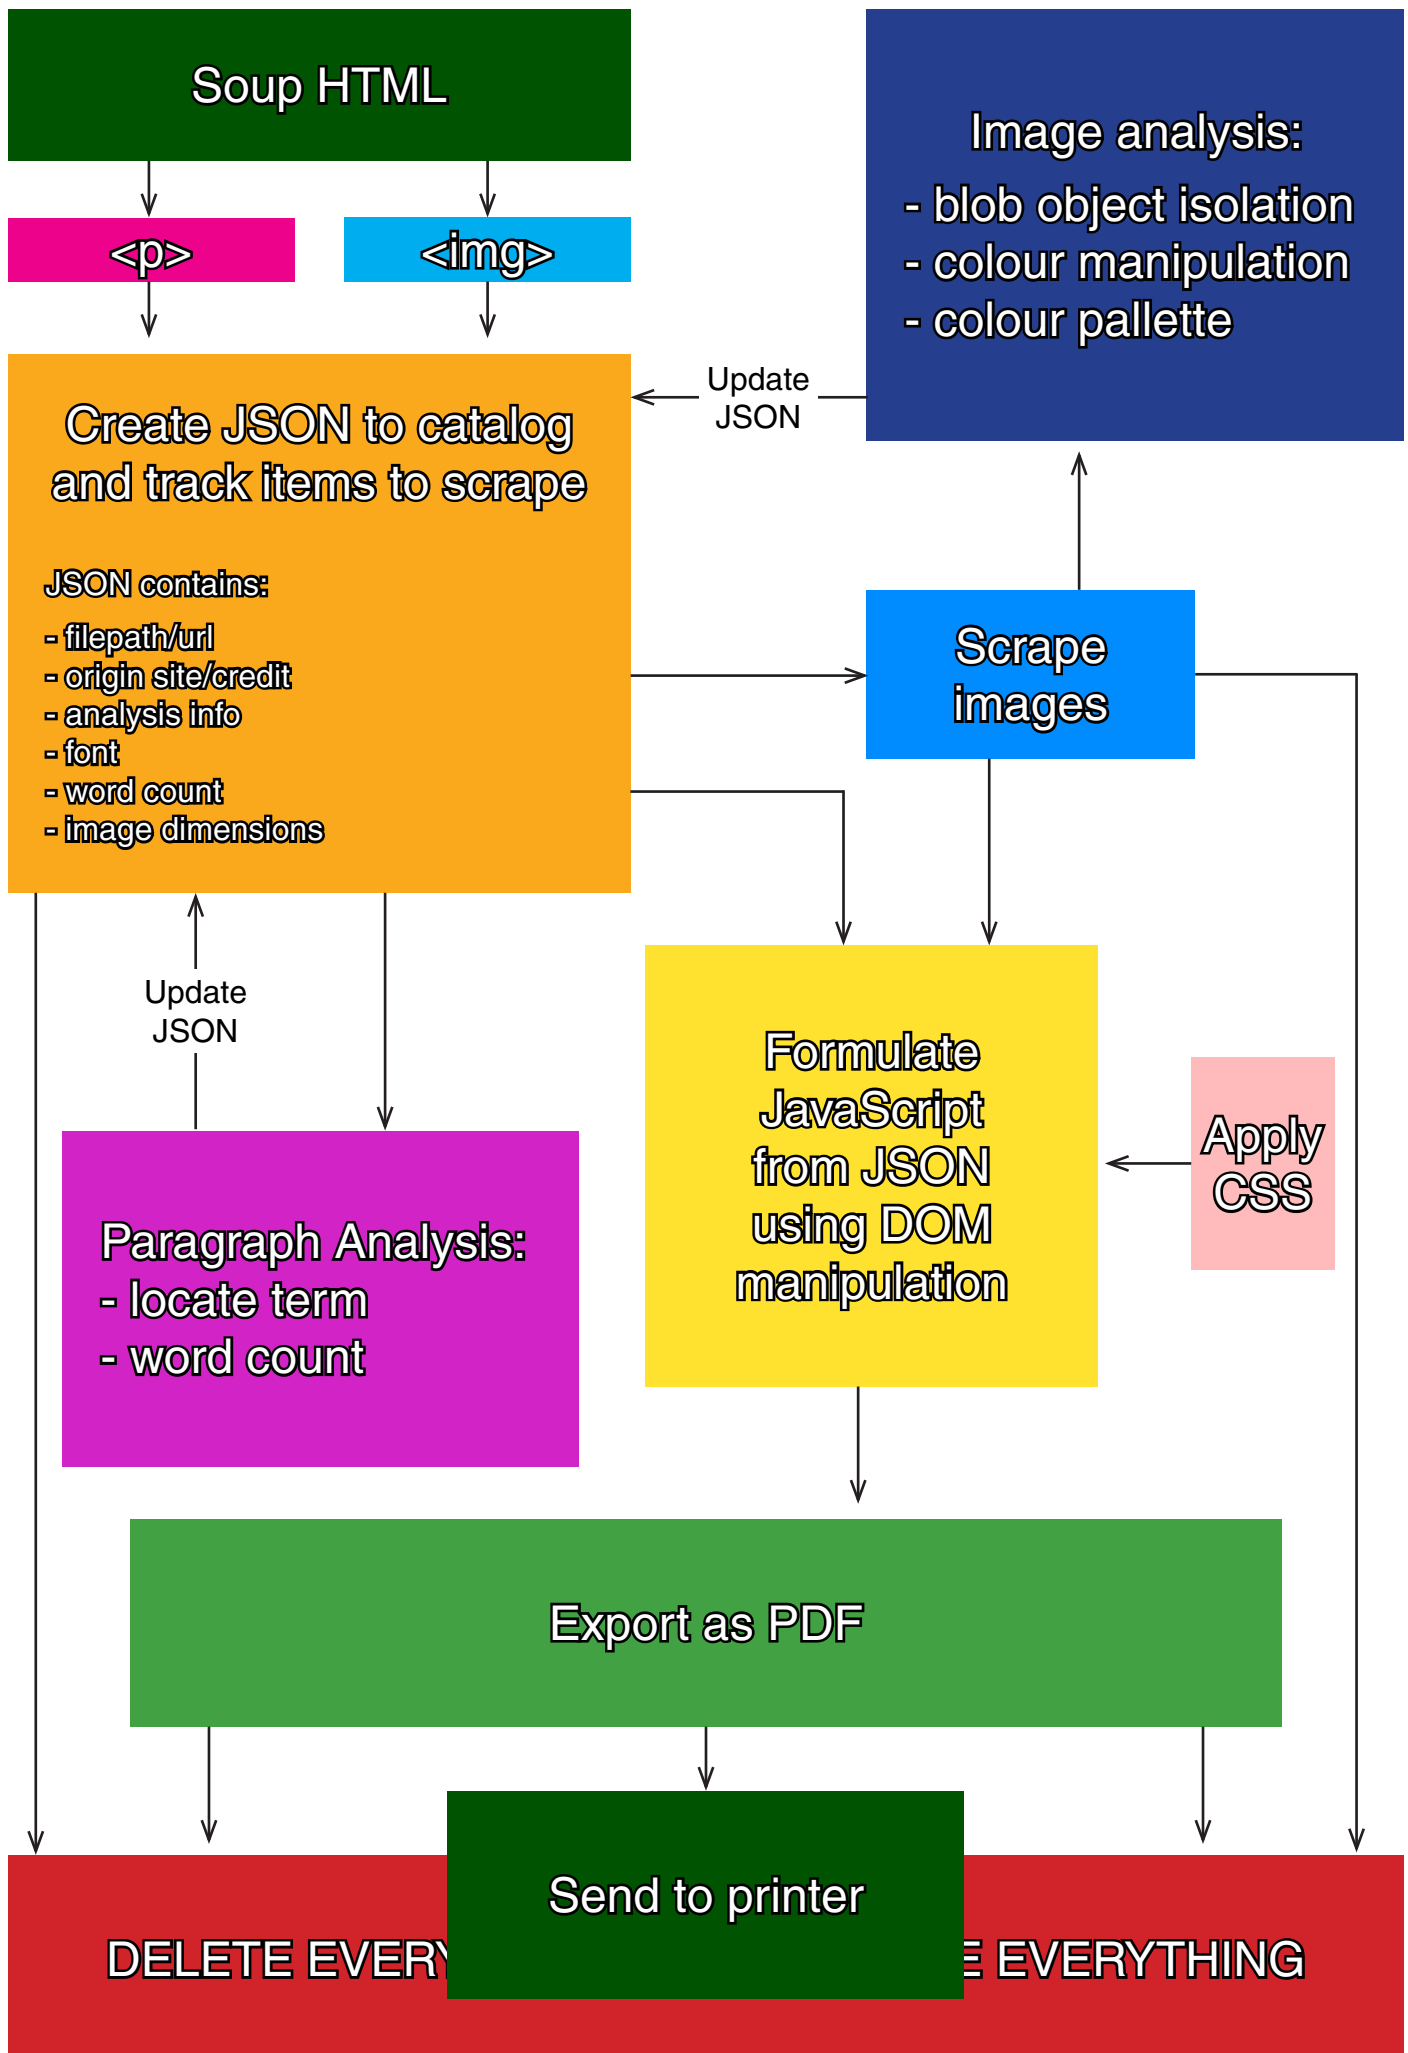 Soup HTML
<p>
<img>
Image analysis:
- blob object isolation
- colour manipulation
- colour pallette
Update
JSON
Create JSON to catalog
and track items to scrape
JSON contains:
- filepath/url
- origin site/credit
- analysis info
- font
- word count
- image dimensions
Scrape
images
Update
JSON
Formulate
JavaScript
from JSON
using DOM
manipulation
Apply
CSS
Paragraph Analysis:
- locate term
- word count
Export as PDF
Send to printer
DELETE EVERY
E EVERYTHING